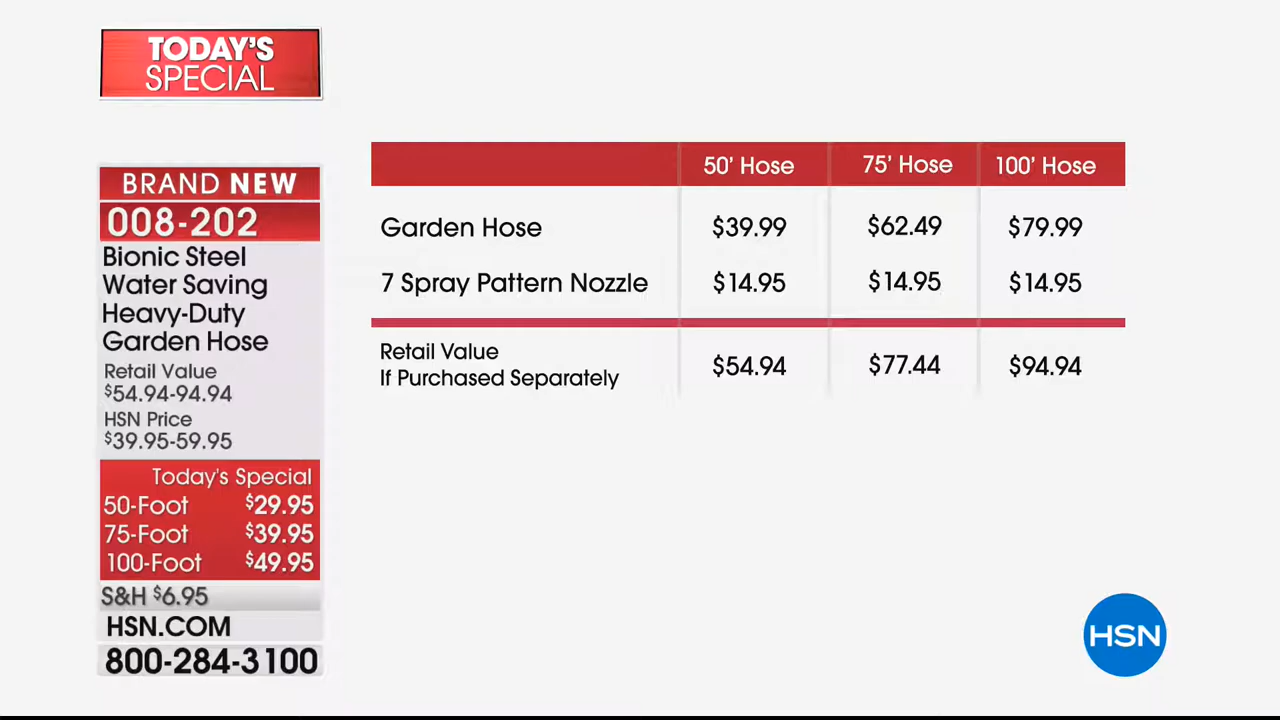 TODAY'S
SPECIAL
BRAND NEW
008-202
Bionic Steel
Water Saving
Heavy-Duty
Garden Hose
Retail Value
$54.94-94.94
HSN Price
$39.95-59.95
Today's Special
50-Foot $29.95
75-Foot $39.95
100-Foot $49.95
S&H $6.95
HSN.COM
800-284-3100
50' Hose 75' Hose 100' Hose
Garden Hose $39.99 $62.49 $79.99
7 Spray Pattern Nozzle $14.95 $14.95 $14.95
Retail Value
If Purchased Separately $54.94 $77.44 $94.94
HSN